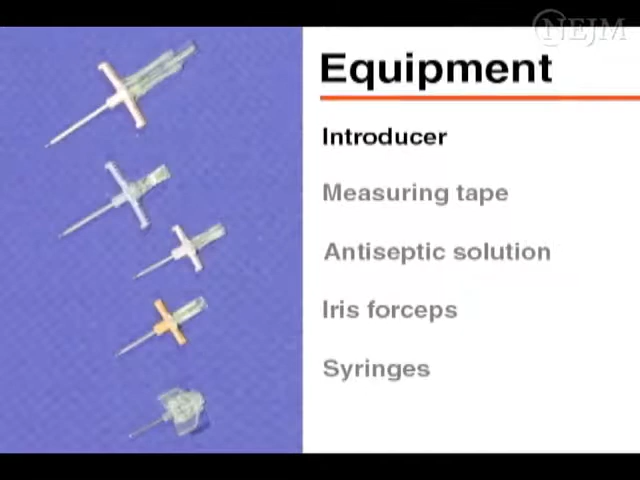 NEJM
Equipment
Introducer
Measuring tape
Antiseptic solution
Iris forceps
Syringes